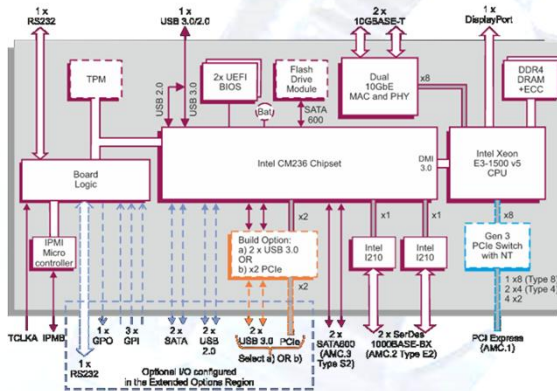 1 x
RS232
1 x
USB 3.0/2.0
2 x
10GBASE-T
1 x
DisplayPort
TPM
USB 2.0
USB 3.0
2x UEFI
BIOS
Flash
Drive
Module
Bat
SATA
600
Dual
10GbE
MAC and PHY
x8
DDR4
DRAM
+ECC
Intel CM236 Chipset
DMI
3.0
Intel Xeon
E3-1500 v5
CPU
Board
Logic
x2
x1
x1
x8
IPMI
Micro
controller
Build Option:
a) 2 x USB 3.0
OR
b) x2 PCIe
Intel
I210
Intel
I210
Gen 3
PCIe Switch
with NT
x2
1 x8 (Type 8)
2 x4 (Type 4)
4 x2
TCLKA
IPMB
1 x
GPO
3 x
GPI
2 x
SATA
2 x
USB
2.0
2 x
USB 3.0
PCIe
Select a) OR b)
2 x
SATA600
(AMC.3
Type S2)
2 x SerDes
1000BASE-BX
(AMC.2 Type E2)
PCI Express
(AMC.1)
1 x
RS232
Optional I/O configured
in the Extended Options Region